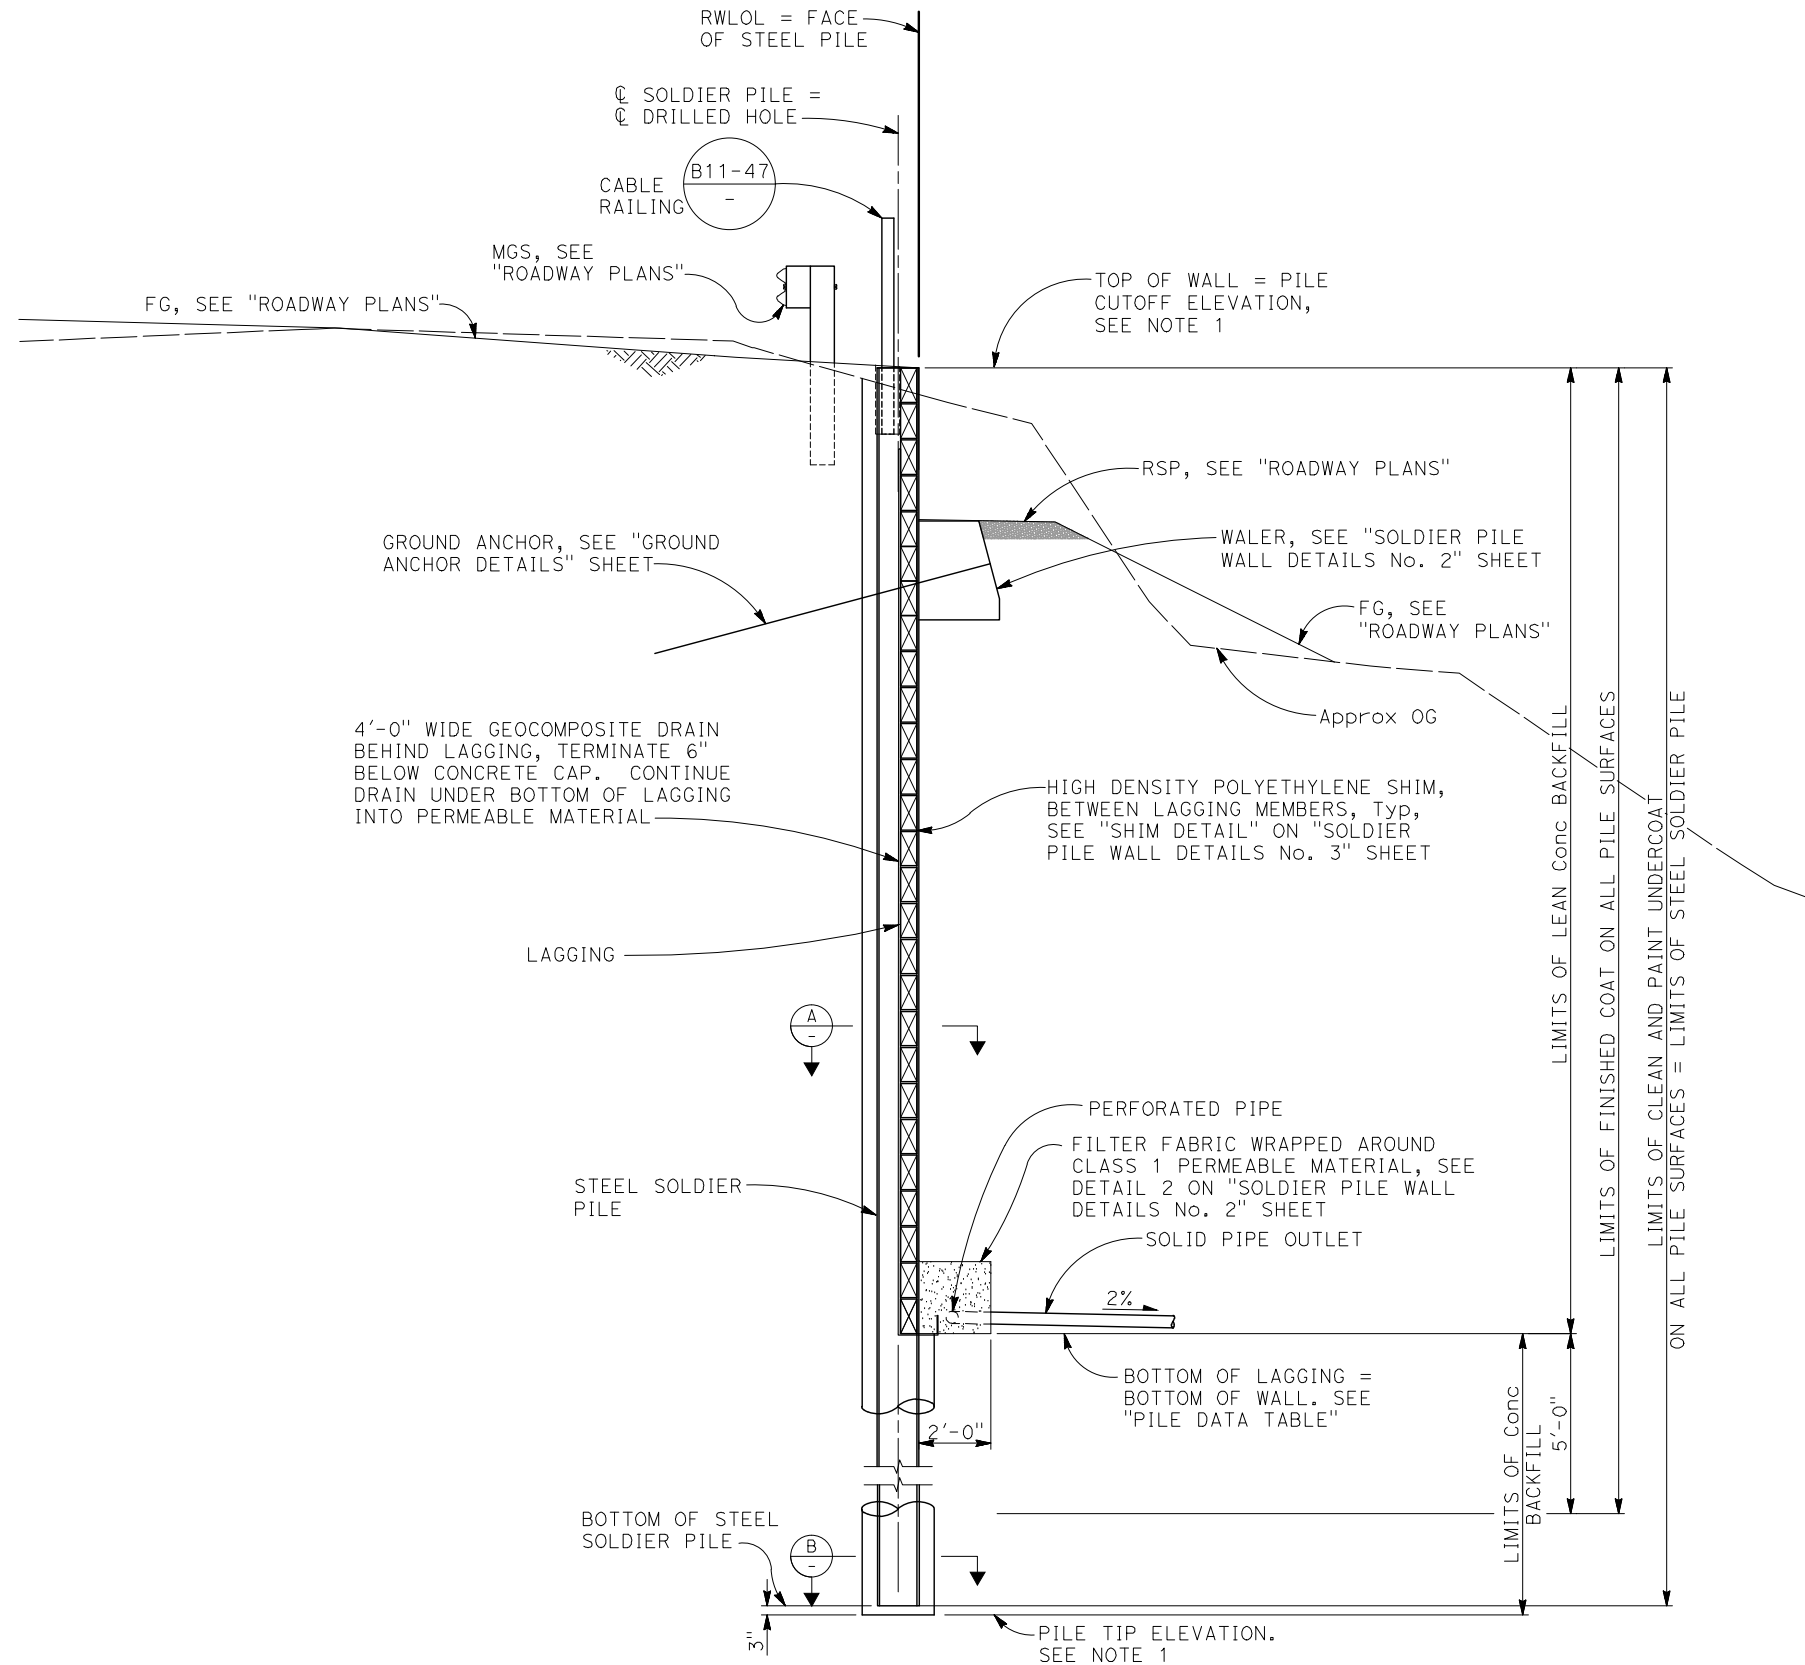 RWLOL = FACE
OF STEEL PILE
℄ SOLDIER PILE =
℄ DRILLED HOLE
B11-47
-
CABLE
RAILING
MGS, SEE
"ROADWAY PLANS"
FG, SEE "ROADWAY PLANS"
TOP OF WALL = PILE
CUTOFF ELEVATION,
SEE NOTE 1
RSP, SEE "ROADWAY PLANS"
GROUND ANCHOR, SEE "GROUND
ANCHOR DETAILS" SHEET
WALER, SEE "SOLDIER PILE
WALL DETAILS No. 2" SHEET
FG, SEE
"ROADWAY PLANS"
Approx OG
4'-0" WIDE GEOCOMPOSITE DRAIN
BEHIND LAGGING, TERMINATE 6"
BELOW CONCRETE CAP. CONTINUE
DRAIN UNDER BOTTOM OF LAGGING
INTO PERMEABLE MATERIAL
HIGH DENSITY POLYETHYLENE SHIM,
BETWEEN LAGGING MEMBERS, Typ,
SEE "SHIM DETAIL" ON "SOLDIER
PILE WALL DETAILS No. 3" SHEET
LAGGING
A
-
PERFORATED PIPE
FILTER FABRIC WRAPPED AROUND
CLASS 1 PERMEABLE MATERIAL, SEE
DETAIL 2 ON "SOLDIER PILE WALL
DETAILS No. 2" SHEET
STEEL SOLDIER
PILE
SOLID PIPE OUTLET
2%
BOTTOM OF LAGGING =
BOTTOM OF WALL. SEE
"PILE DATA TABLE"
2'-0"
BOTTOM OF STEEL
SOLDIER PILE
B
-
3"
PILE TIP ELEVATION.
SEE NOTE 1
LIMITS OF Conc
BACKFILL
5'-0"
LIMITS OF LEAN Conc BACKFILL
LIMITS OF FINISHED COAT ON ALL PILE SURFACES
LIMITS OF CLEAN AND PAINT UNDERCOAT
ON ALL PILE SURFACES = LIMITS OF STEEL SOLDIER PILE